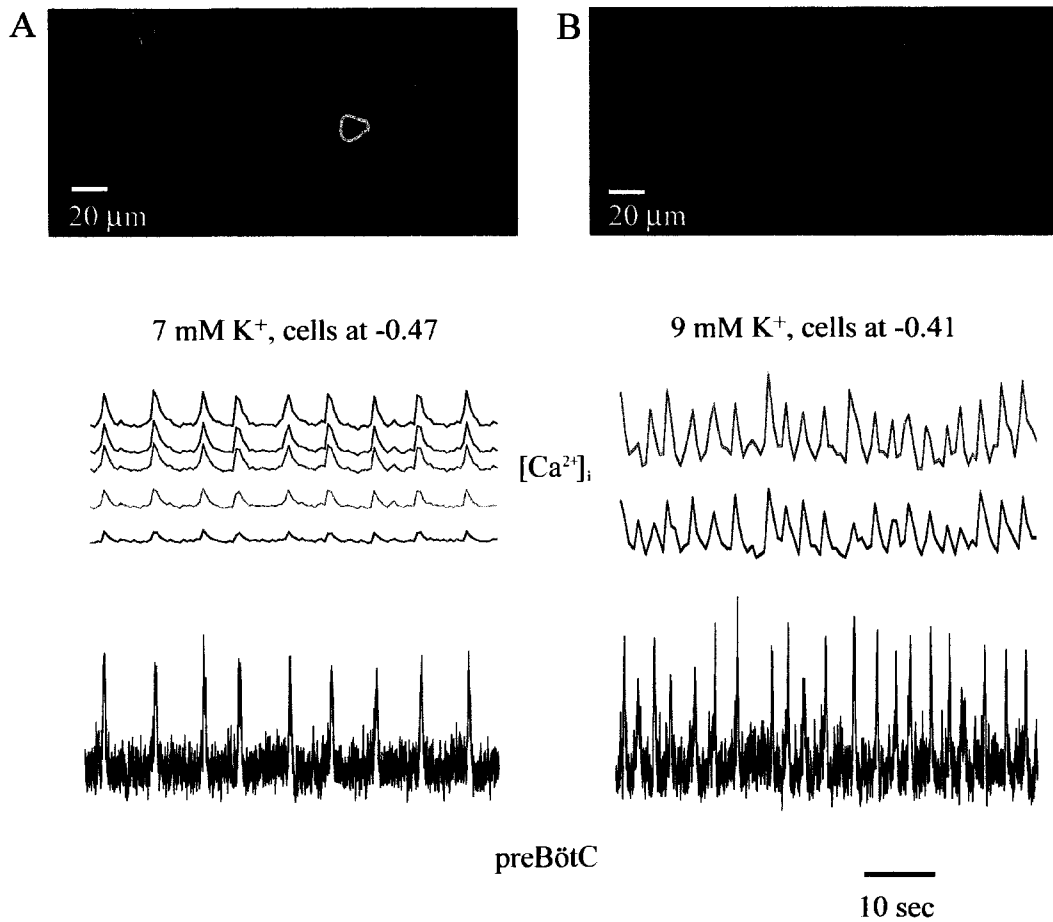 A
B
20 µm
20 µm
7 mM K⁺, cells at -0.47
9 mM K⁺, cells at -0.41
[Ca²⁺]ᵢ
preBötC
10 sec